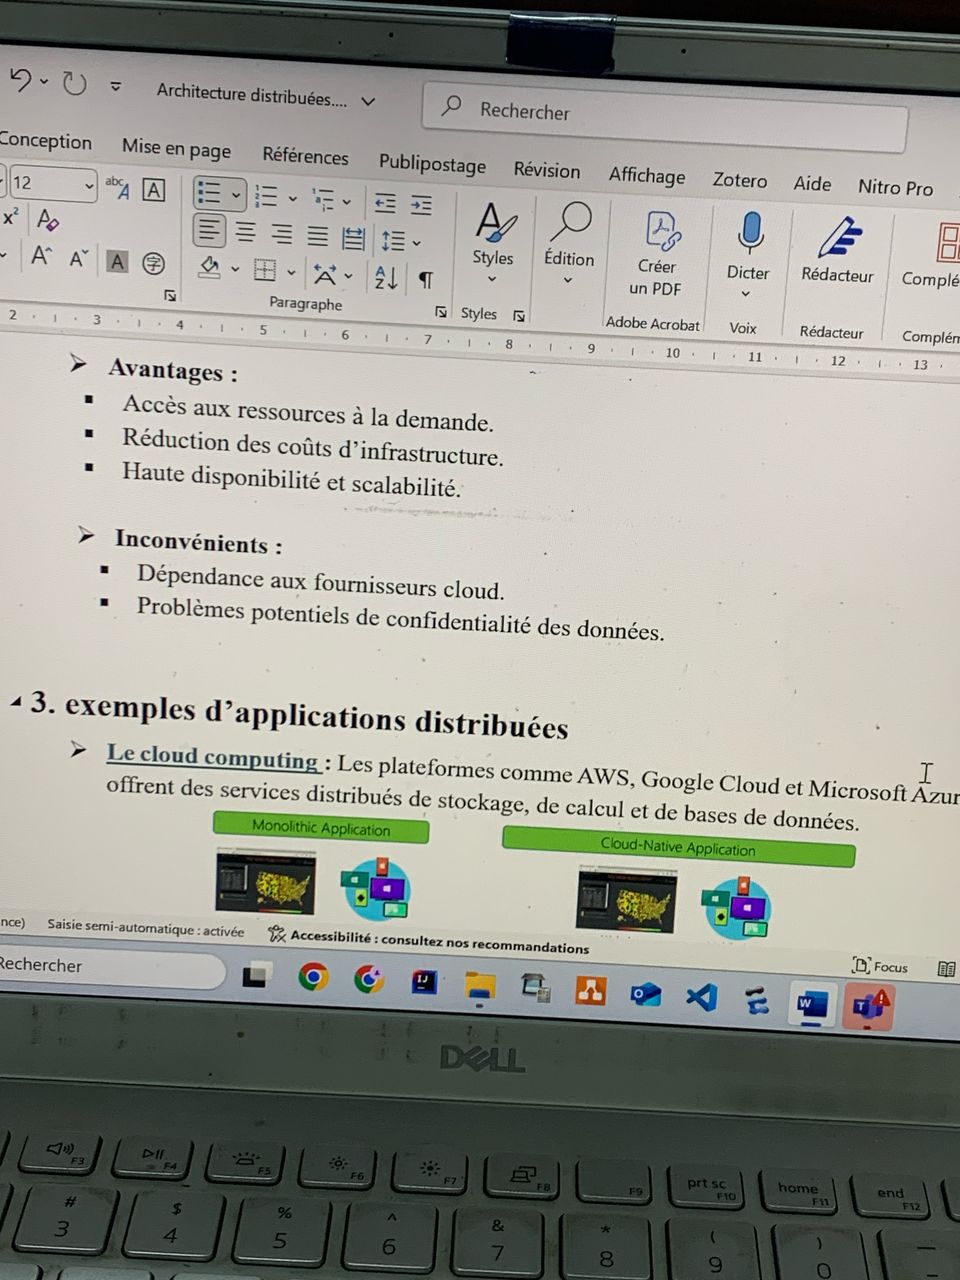 Architecture distribuées....
Rechercher
Conception Mise en page Références Publipostage Révision Affichage Zotero Aide Nitro Pro
12
abc A A
x² A
A A A 字
Styles
Édition
Créer
un PDF
Dicter
Rédacteur
Complé
Paragraphe
Styles
Adobe Acrobat
Voix
Rédacteur
Complém
2 3 4 5 6 7 8 9 10 11 12 13
Avantages :
Accès aux ressources à la demande.
Réduction des coûts d’infrastructure.
Haute disponibilité et scalabilité.
Inconvénients :
Dépendance aux fournisseurs cloud.
Problèmes potentiels de confidentialité des données.
3. exemples d’applications distribuées
Le cloud computing : Les plateformes comme AWS, Google Cloud et Microsoft Azur
offrent des services distribués de stockage, de calcul et de bases de données.
Monolithic Application
Cloud-Native Application
nce) Saisie semi-automatique : activée Accessibilité : consultez nos recommandations
Focus
Rechercher
IJ
O
W
T
DELL
F3 F4 F5 F6 F7 F8 F9 prt sc F10 home F11 end F12
# $ % ^ & * ( )
3 4 5 6 7 8 9 0